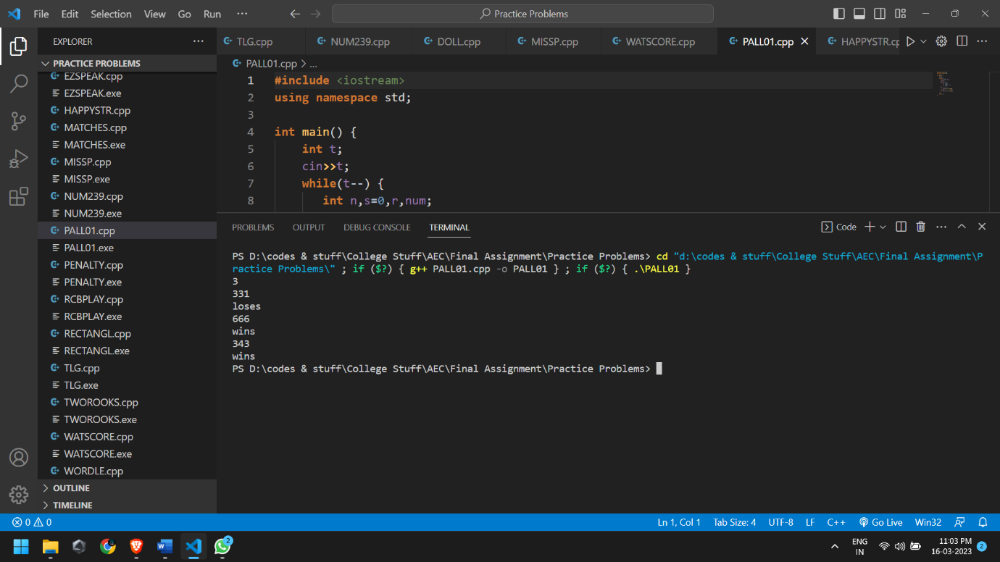 File Edit Selection View Go Run ··· Practice Problems
EXPLORER ···
PRACTICE PROBLEMS
EZSPEAK.cpp
EZSPEAK.exe
HAPPYSTR.cpp
MATCHES.cpp
MATCHES.exe
MISSP.cpp
MISSP.exe
NUM239.cpp
NUM239.exe
PALL01.cpp
PALL01.exe
PENALTY.cpp
PENALTY.exe
RCBPLAY.cpp
RCBPLAY.exe
RECTANGL.cpp
RECTANGL.exe
TLG.cpp
TLG.exe
TWOROOKS.cpp
TWOROOKS.exe
WATSCORE.cpp
WATSCORE.exe
WORDLE.cpp
OUTLINE
TIMELINE
TLG.cpp NUM239.cpp DOLL.cpp MISSP.cpp WATSCORE.cpp PALL01.cpp HAPPYSTR.cp
PALL01.cpp > ...
1 #include <iostream>
2 using namespace std;
3
4 int main() {
5 int t;
6 cin>>t;
7 while(t--) {
8 int n,s=0,r,num;
PROBLEMS OUTPUT DEBUG CONSOLE TERMINAL Code
PS D:\codes & stuff\College Stuff\AEC\Final Assignment\Practice Problems> cd "d:\codes & stuff\College Stuff\AEC\Final Assignment\P
ractice Problems\" ; if ($?) { g++ PALL01.cpp -o PALL01 } ; if ($?) { .\PALL01 }
3
331
loses
666
wins
343
wins
PS D:\codes & stuff\College Stuff\AEC\Final Assignment\Practice Problems>
0 0 Ln 1, Col 1 Tab Size: 4 UTF-8 LF C++ Go Live Win32
2 ENG 11:03 PM
IN 16-03-2023 2